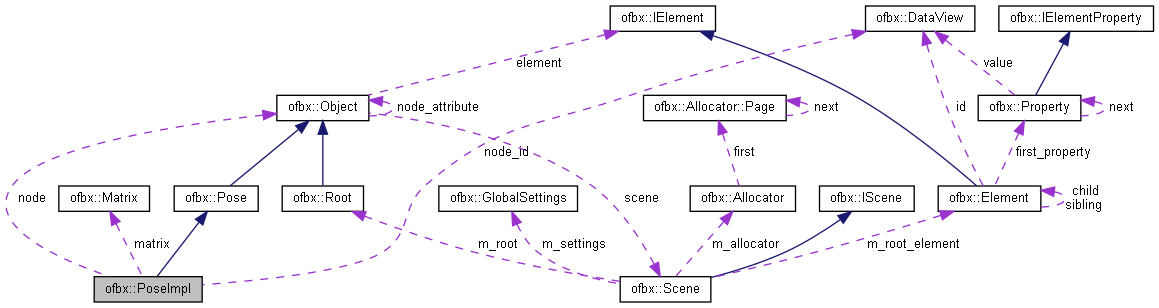 ofbx::IElement
ofbx::DataView
ofbx::IElementProperty
element
value
ofbx::Object
node_attribute
ofbx::Allocator::Page
next
id
ofbx::Property
next
node_id
first
first_property
node
ofbx::Matrix
ofbx::Pose
ofbx::Root
scene
ofbx::GlobalSettings
ofbx::Allocator
ofbx::IScene
ofbx::Element
child
sibling
matrix
m_root
m_settings
m_allocator
m_root_element
ofbx::PoseImpl
ofbx::Scene